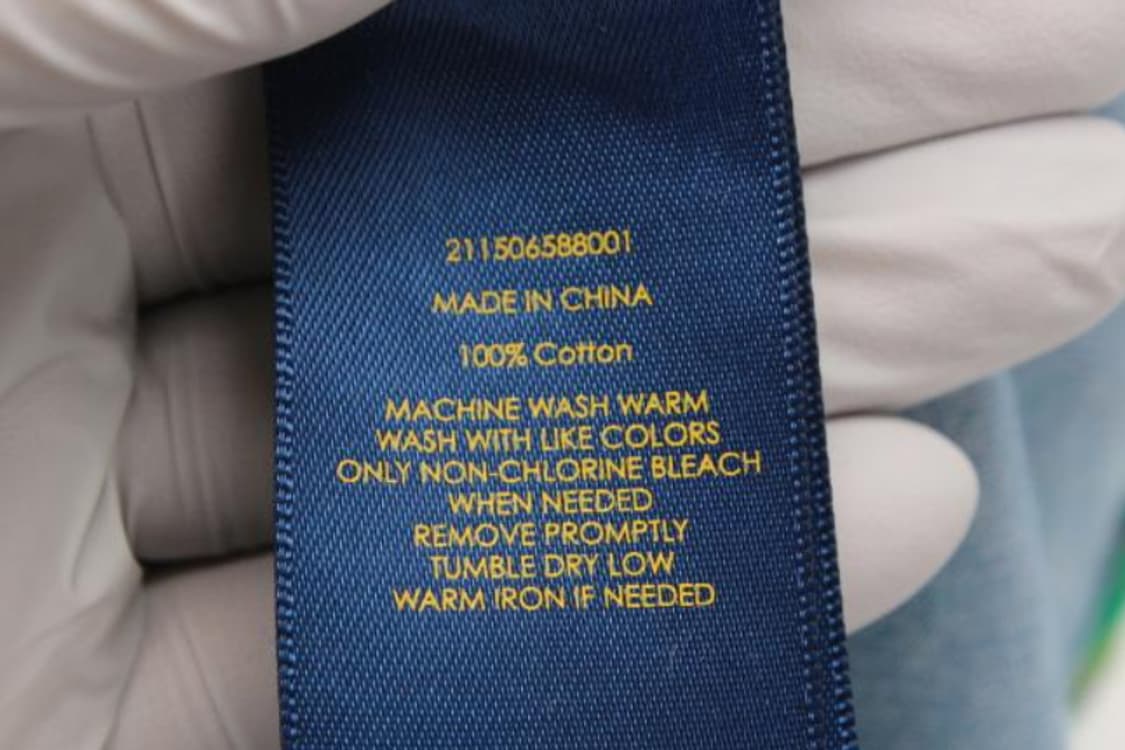 211506588001
MADE IN CHINA
100% Cotton
MACHINE WASH WARM
WASH WITH LIKE COLORS
ONLY NON-CHLORINE BLEACH
WHEN NEEDED
REMOVE PROMPTLY
TUMBLE DRY LOW
WARM IRON IF NEEDED